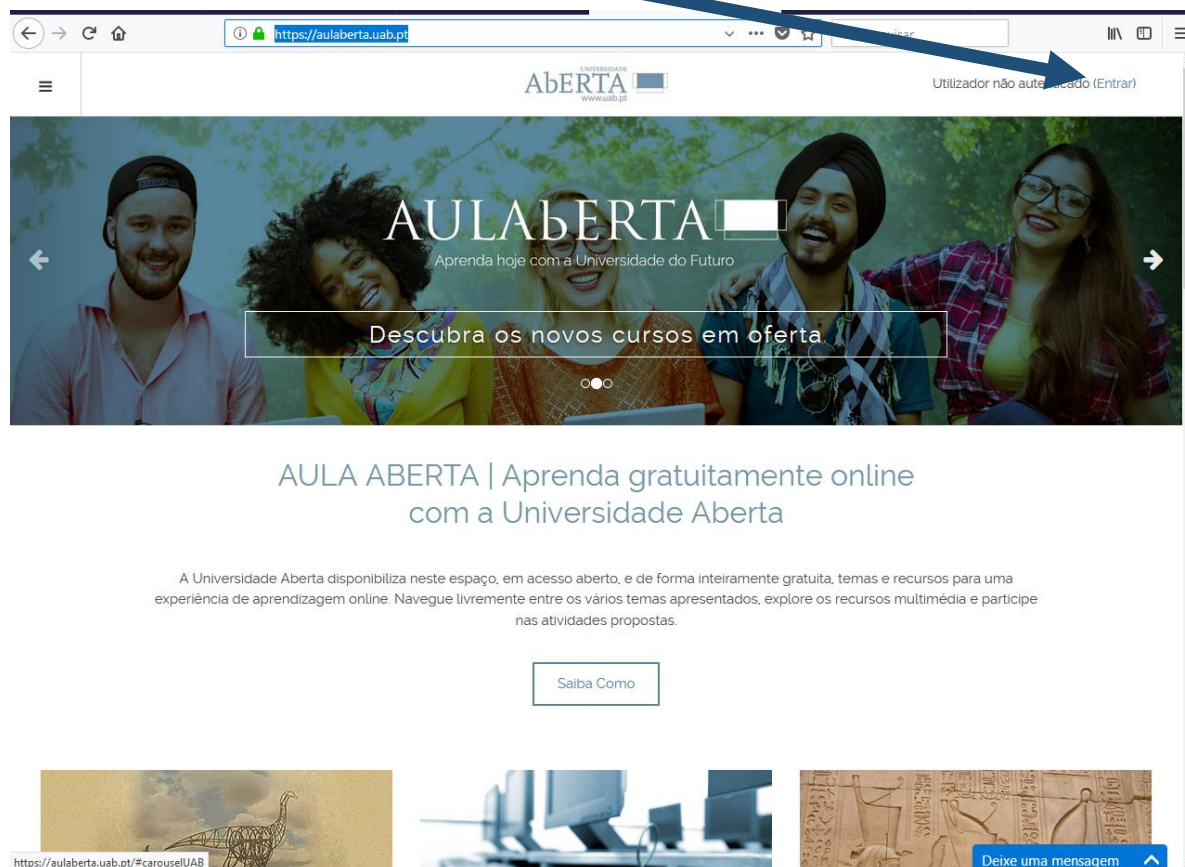 https://aulaberta.uab.pt
UNIVERSIDADE
AbERTA
www.uab.pt
Utilizador não autenticado (Entrar)
AULAbERTA
Aprenda hoje com a Universidade do Futuro
Descubra os novos cursos em oferta
AULA ABERTA | Aprenda gratuitamente online
com a Universidade Aberta
A Universidade Aberta disponibiliza neste espaço, em acesso aberto, e de forma inteiramente gratuita, temas e recursos para uma
experiência de aprendizagem online. Navegue livremente entre os vários temas apresentados, explore os recursos multimédia e participe
nas atividades propostas.
Saiba Como
https://aulaberta.uab.pt/#carouselUAB
Deixe uma mensagem